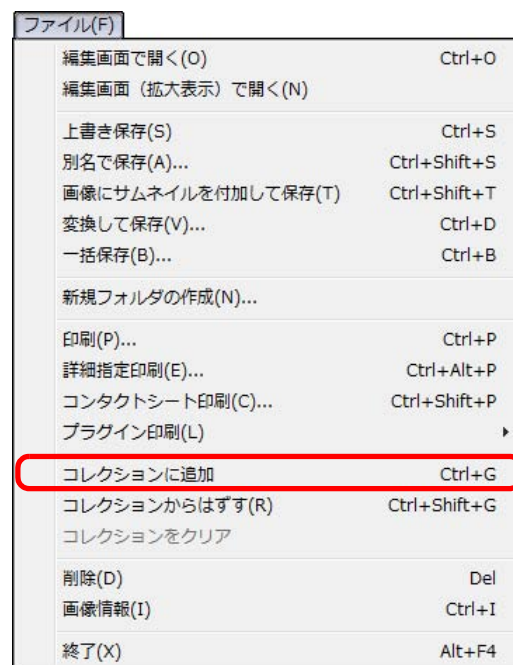 ファイル(F)
編集画面で開く(O) Ctrl+O
編集画面（拡大表示）で開く(N)
上書き保存(S) Ctrl+S
別名で保存(A)... Ctrl+Shift+S
画像にサムネイルを付加して保存(T) Ctrl+Shift+T
変換して保存(V)... Ctrl+D
一括保存(B)... Ctrl+B
新規フォルダの作成(N)...
印刷(P)... Ctrl+P
詳細指定印刷(E)... Ctrl+Alt+P
コンタクトシート印刷(C)... Ctrl+Shift+P
プラグイン印刷(L)
コレクションに追加 Ctrl+G
コレクションからはずす(R) Ctrl+Shift+G
コレクションをクリア
削除(D) Del
画像情報(I) Ctrl+I
終了(X) Alt+F4